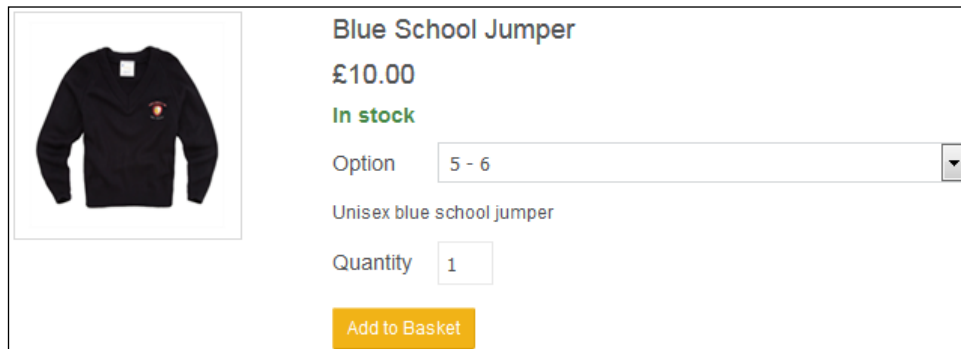 Blue School Jumper
£10.00
In stock
Option 5 - 6
Unisex blue school jumper
Quantity 1
Add to Basket